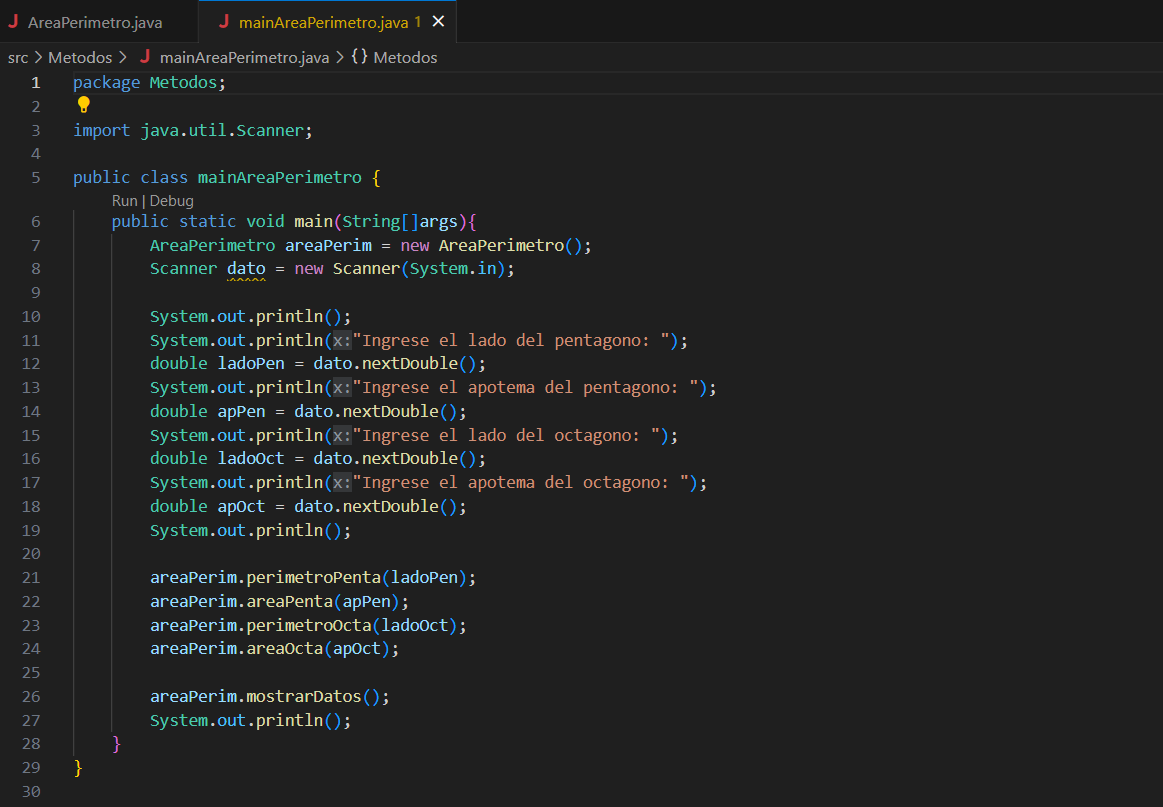 J AreaPerimetro.java
J mainAreaPerimetro.java 1 ×
src > Metodos > J mainAreaPerimetro.java > {} Metodos
1 package Metodos;
2
3 import java.util.Scanner;
4
5 public class mainAreaPerimetro {
Run | Debug
6 public static void main(String[]args){
7 AreaPerimetro areaPerim = new AreaPerimetro();
8 Scanner dato = new Scanner(System.in);
9
10 System.out.println();
11 System.out.println(x:"Ingrese el lado del pentagono: ");
12 double ladoPen = dato.nextDouble();
13 System.out.println(x:"Ingrese el apotema del pentagono: ");
14 double apPen = dato.nextDouble();
15 System.out.println(x:"Ingrese el lado del octagono: ");
16 double ladoOct = dato.nextDouble();
17 System.out.println(x:"Ingrese el apotema del octagono: ");
18 double apOct = dato.nextDouble();
19 System.out.println();
20
21 areaPerim.perimetroPenta(ladoPen);
22 areaPerim.areaPenta(apPen);
23 areaPerim.perimetroOcta(ladoOct);
24 areaPerim.areaOcta(apOct);
25
26 areaPerim.mostrarDatos();
27 System.out.println();
28 }
29 }
30